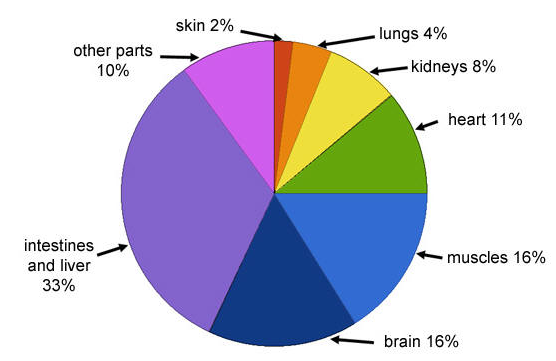 skin 2%
lungs 4%
other parts
10%
kidneys 8%
heart 11%
intestines
and liver
33%
muscles 16%
brain 16%